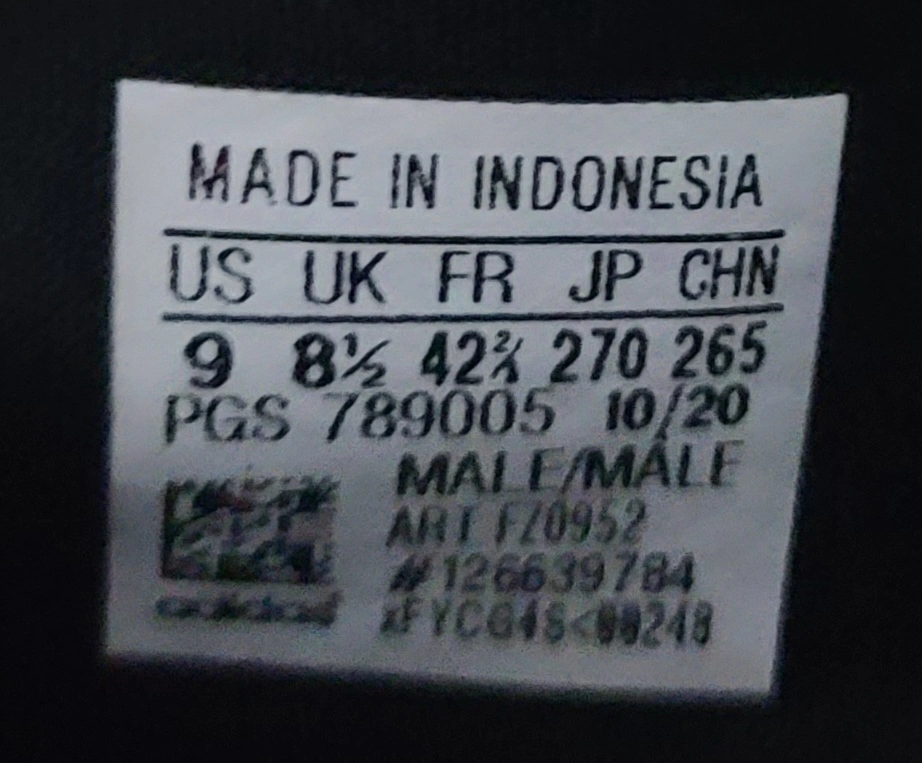 MADE IN INDONESIA
US UK FR JP CHN
9 8½ 42⅔ 270 265
PGS 789005 10/20
MALE/MÂLE
ART FZ0952
#126639784
adidas